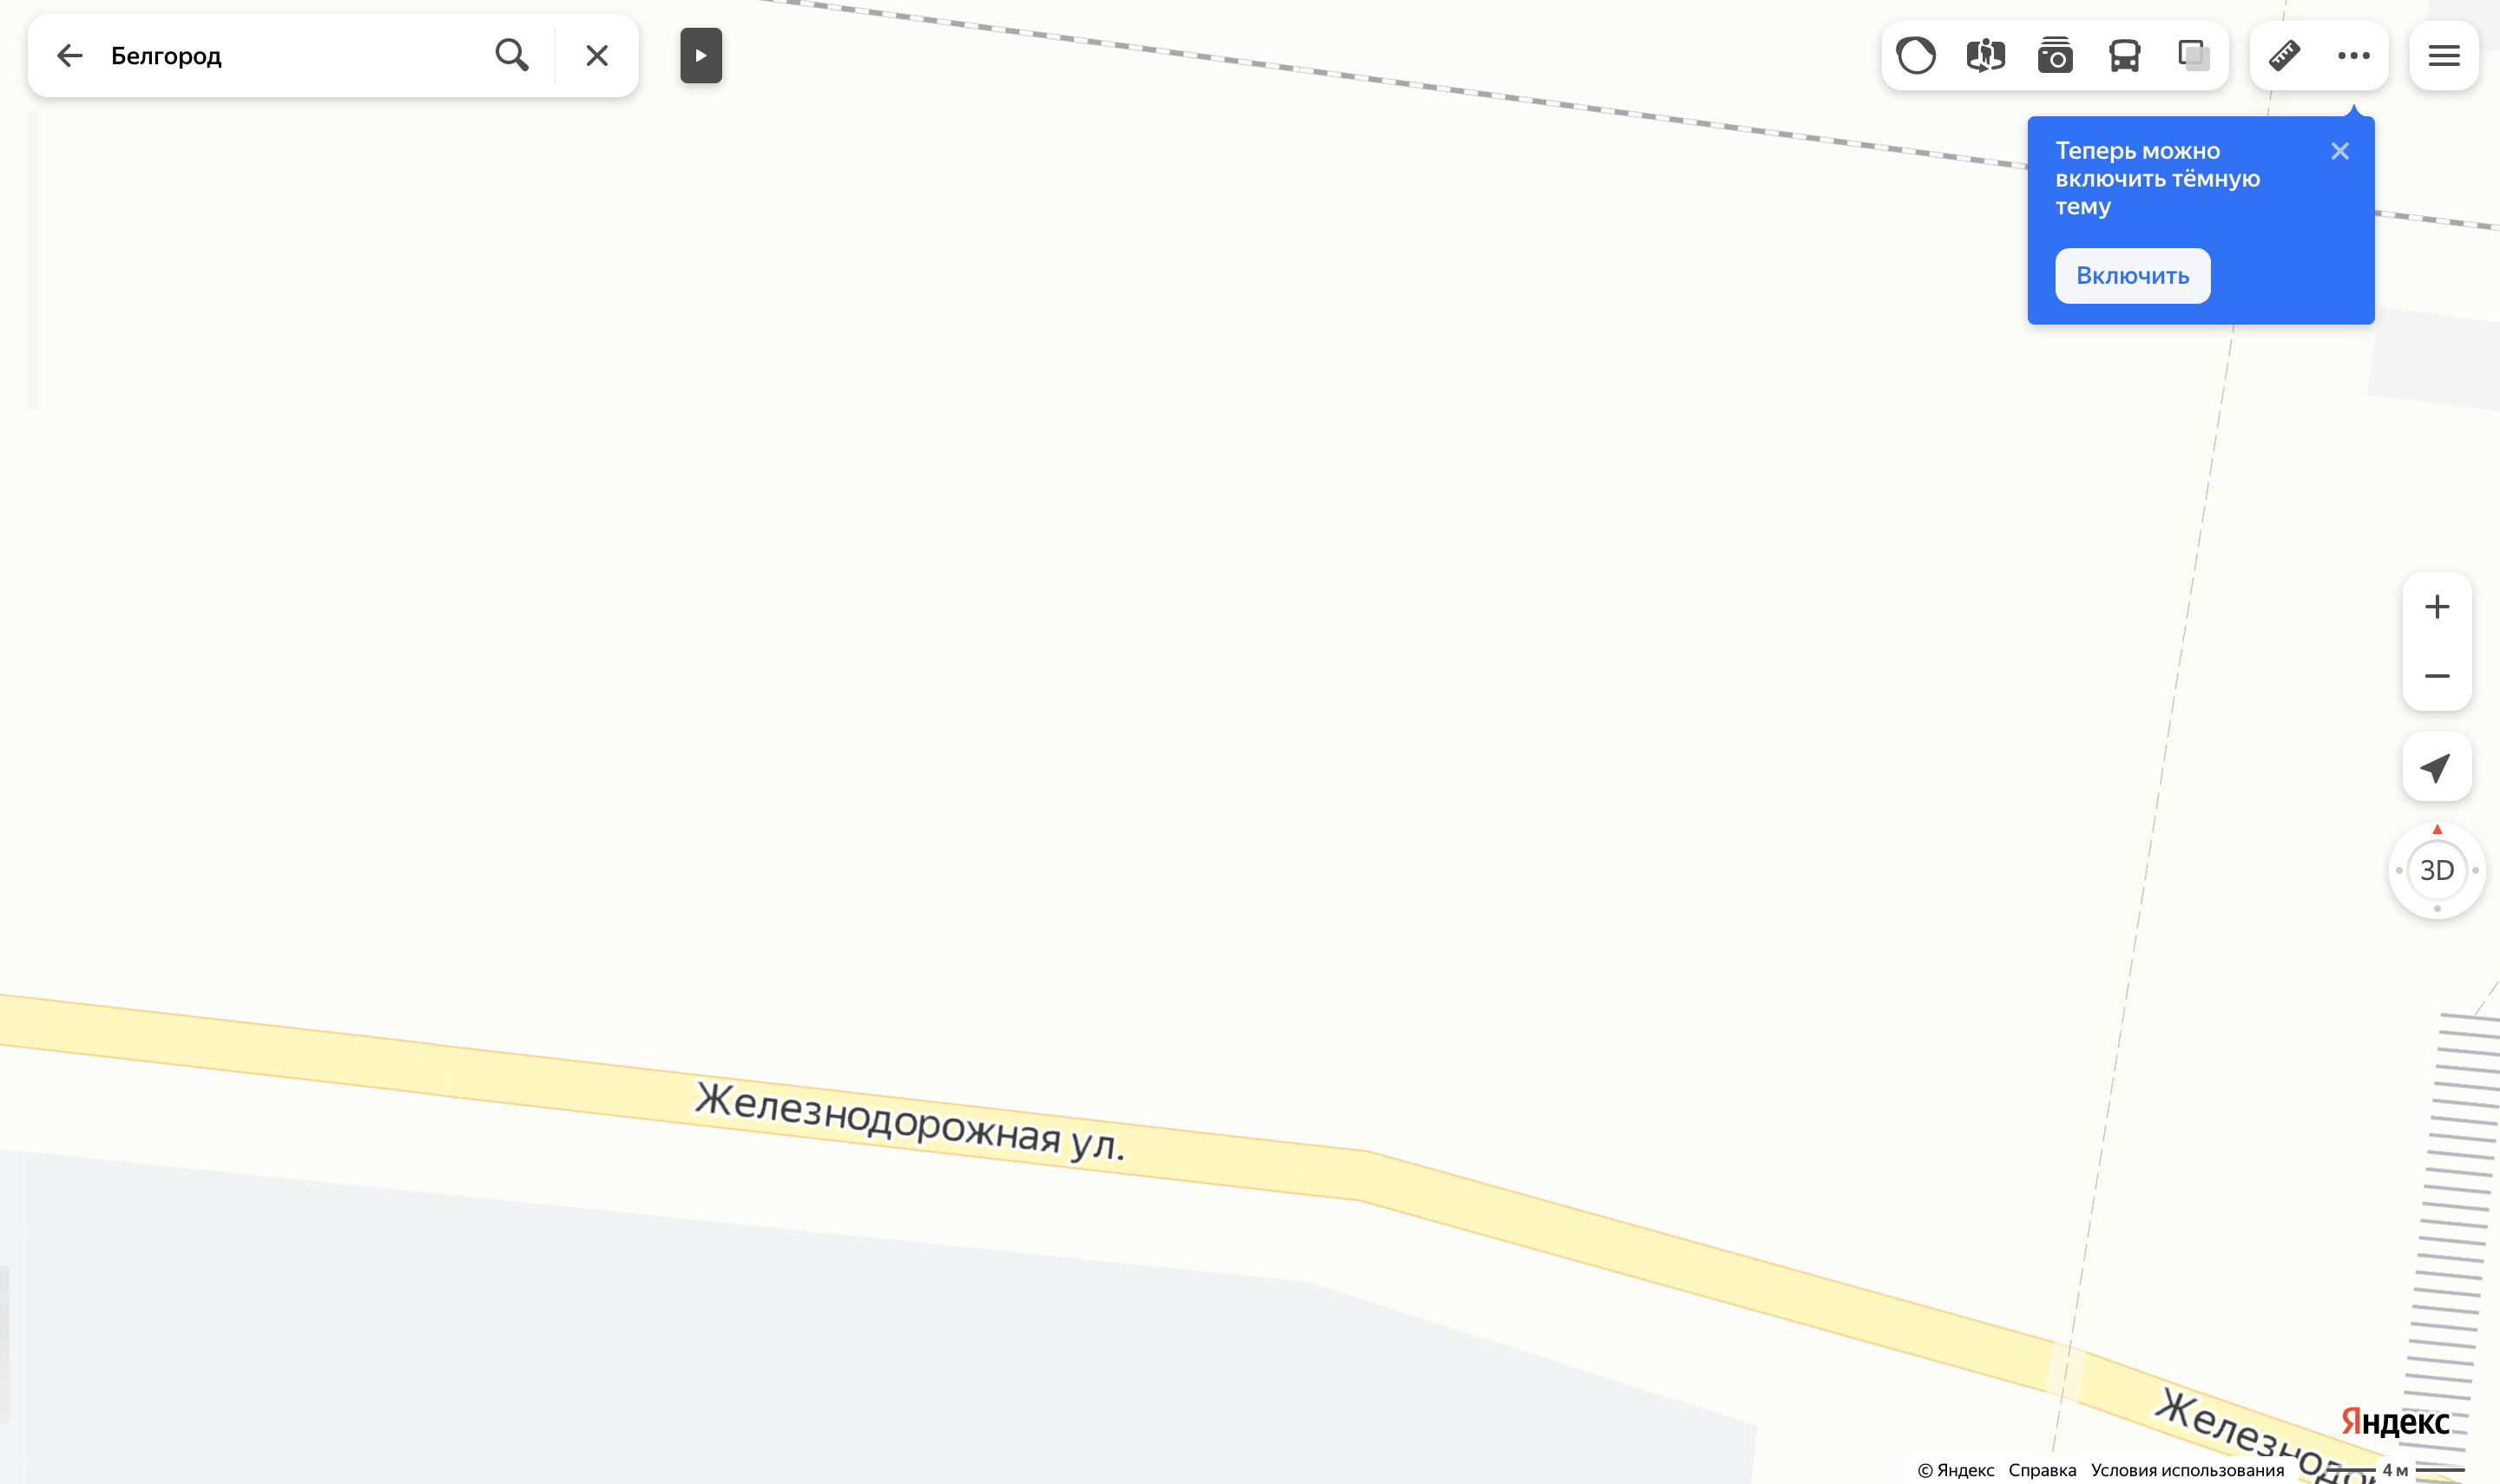 Белгород
Теперь можно
включить тёмную
тему
Включить
3D
Железнодорожная ул.
Яндекс
© Яндекс Справка Условия использования
4 м